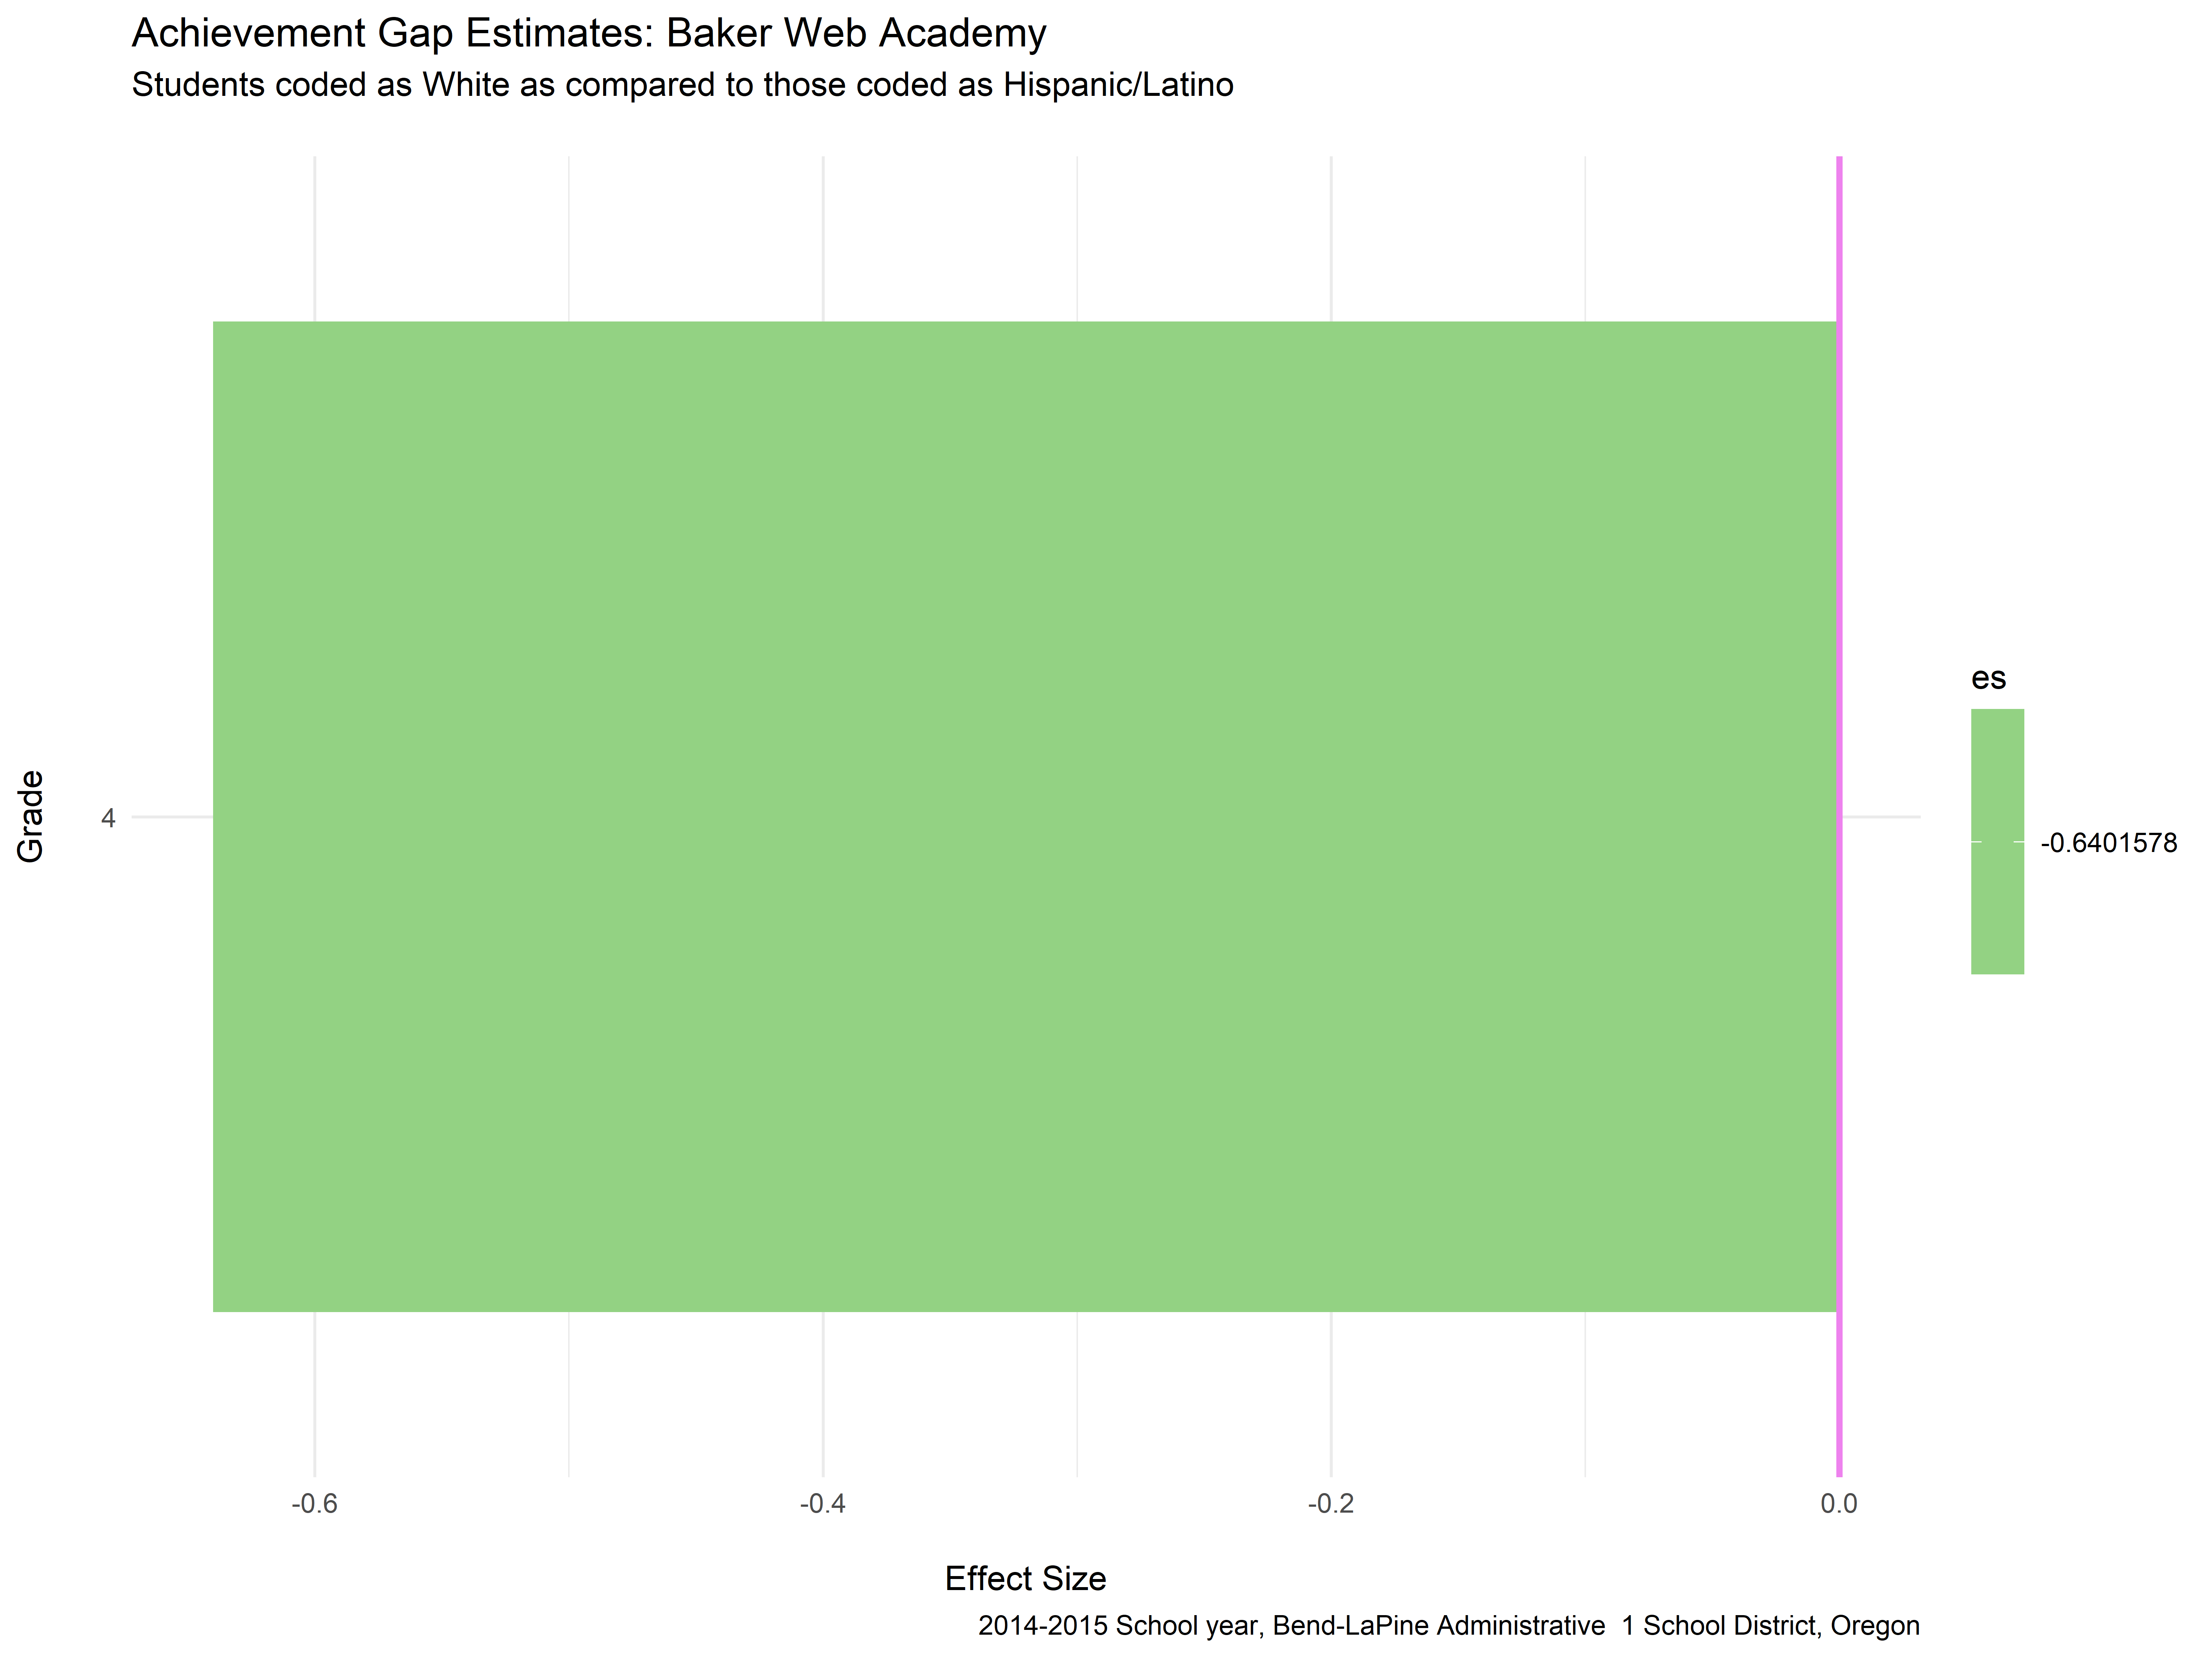 Achievement Gap Estimates: Baker Web Academy
Students coded as White as compared to those coded as Hispanic/Latino
Grade
4
es
-0.6401578
-0.6
-0.4
-0.2
0.0
Effect Size
2014-2015 School year, Bend-LaPine Administrative  1 School District, Oregon